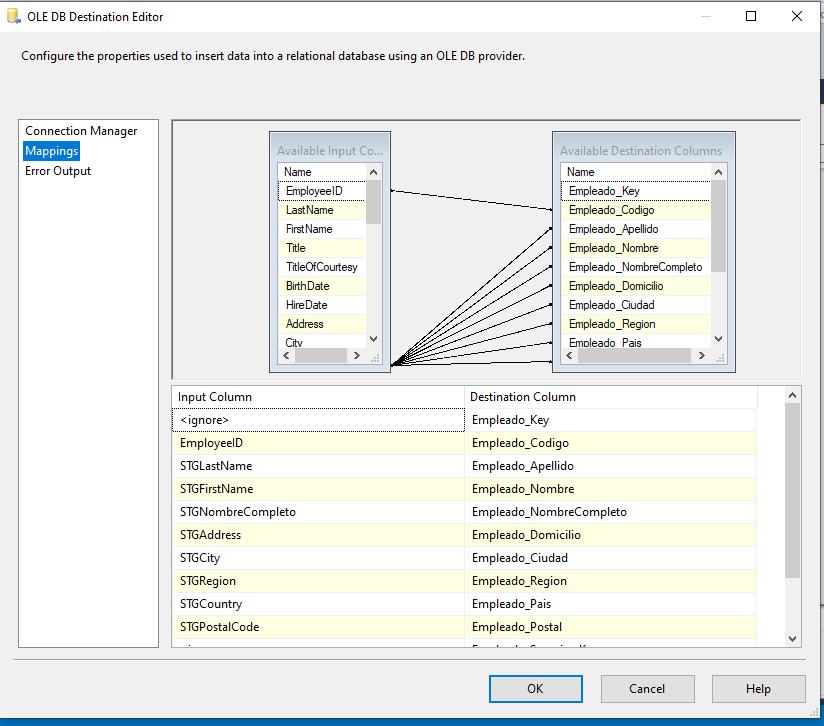 OLE DB Destination Editor
Configure the properties used to insert data into a relational database using an OLE DB provider.
Connection Manager
Mappings
Error Output
Available Input Co...
Name
EmployeeID
LastName
FirstName
Title
TitleOfCourtesy
BirthDate
HireDate
Address
City
Available Destination Columns
Name
Empleado_Key
Empleado_Codigo
Empleado_Apellido
Empleado_Nombre
Empleado_NombreCompleto
Empleado_Domicilio
Empleado_Ciudad
Empleado_Region
Empleado_Pais
Input Column Destination Column
<ignore> Empleado_Key
EmployeeID Empleado_Codigo
STGLastName Empleado_Apellido
STGFirstName Empleado_Nombre
STGNombreCompleto Empleado_NombreCompleto
STGAddress Empleado_Domicilio
STGCity Empleado_Ciudad
STGRegion Empleado_Region
STGCountry Empleado_Pais
STGPostalCode Empleado_Postal
OK Cancel Help